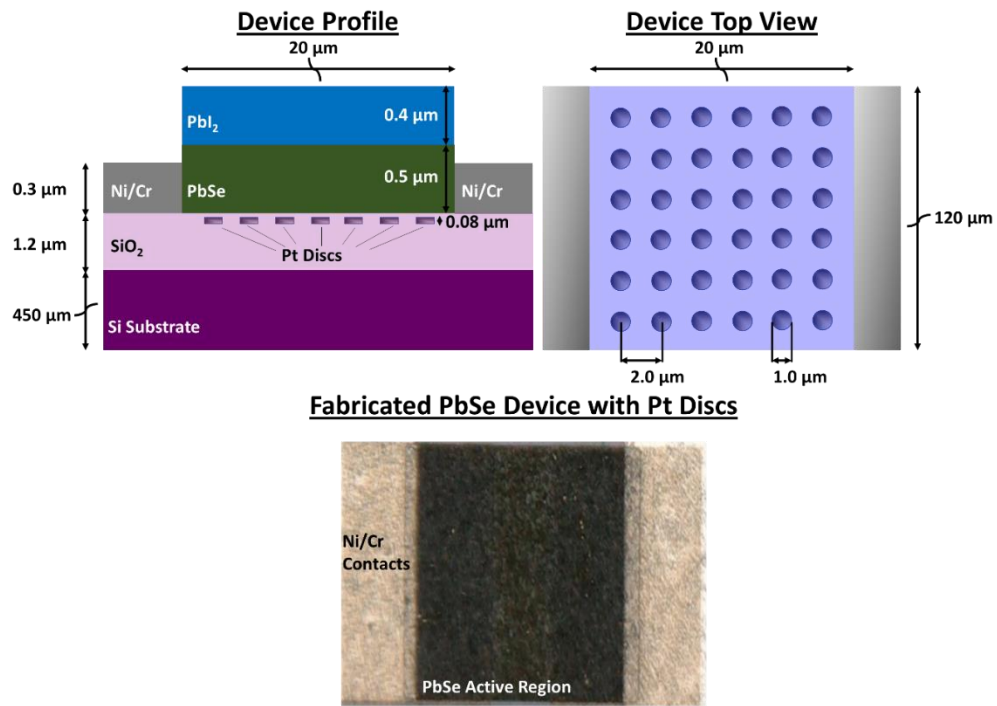 Device Profile
20 μm
PbI₂
0.4 μm
0.3 μm
Ni/Cr
PbSe
0.5 μm
Ni/Cr
0.08 μm
1.2 μm
SiO₂
Pt Discs
450 μm
Si Substrate
Device Top View
20 μm
120 μm
2.0 μm
1.0 μm
Fabricated PbSe Device with Pt Discs
Ni/Cr
Contacts
PbSe Active Region